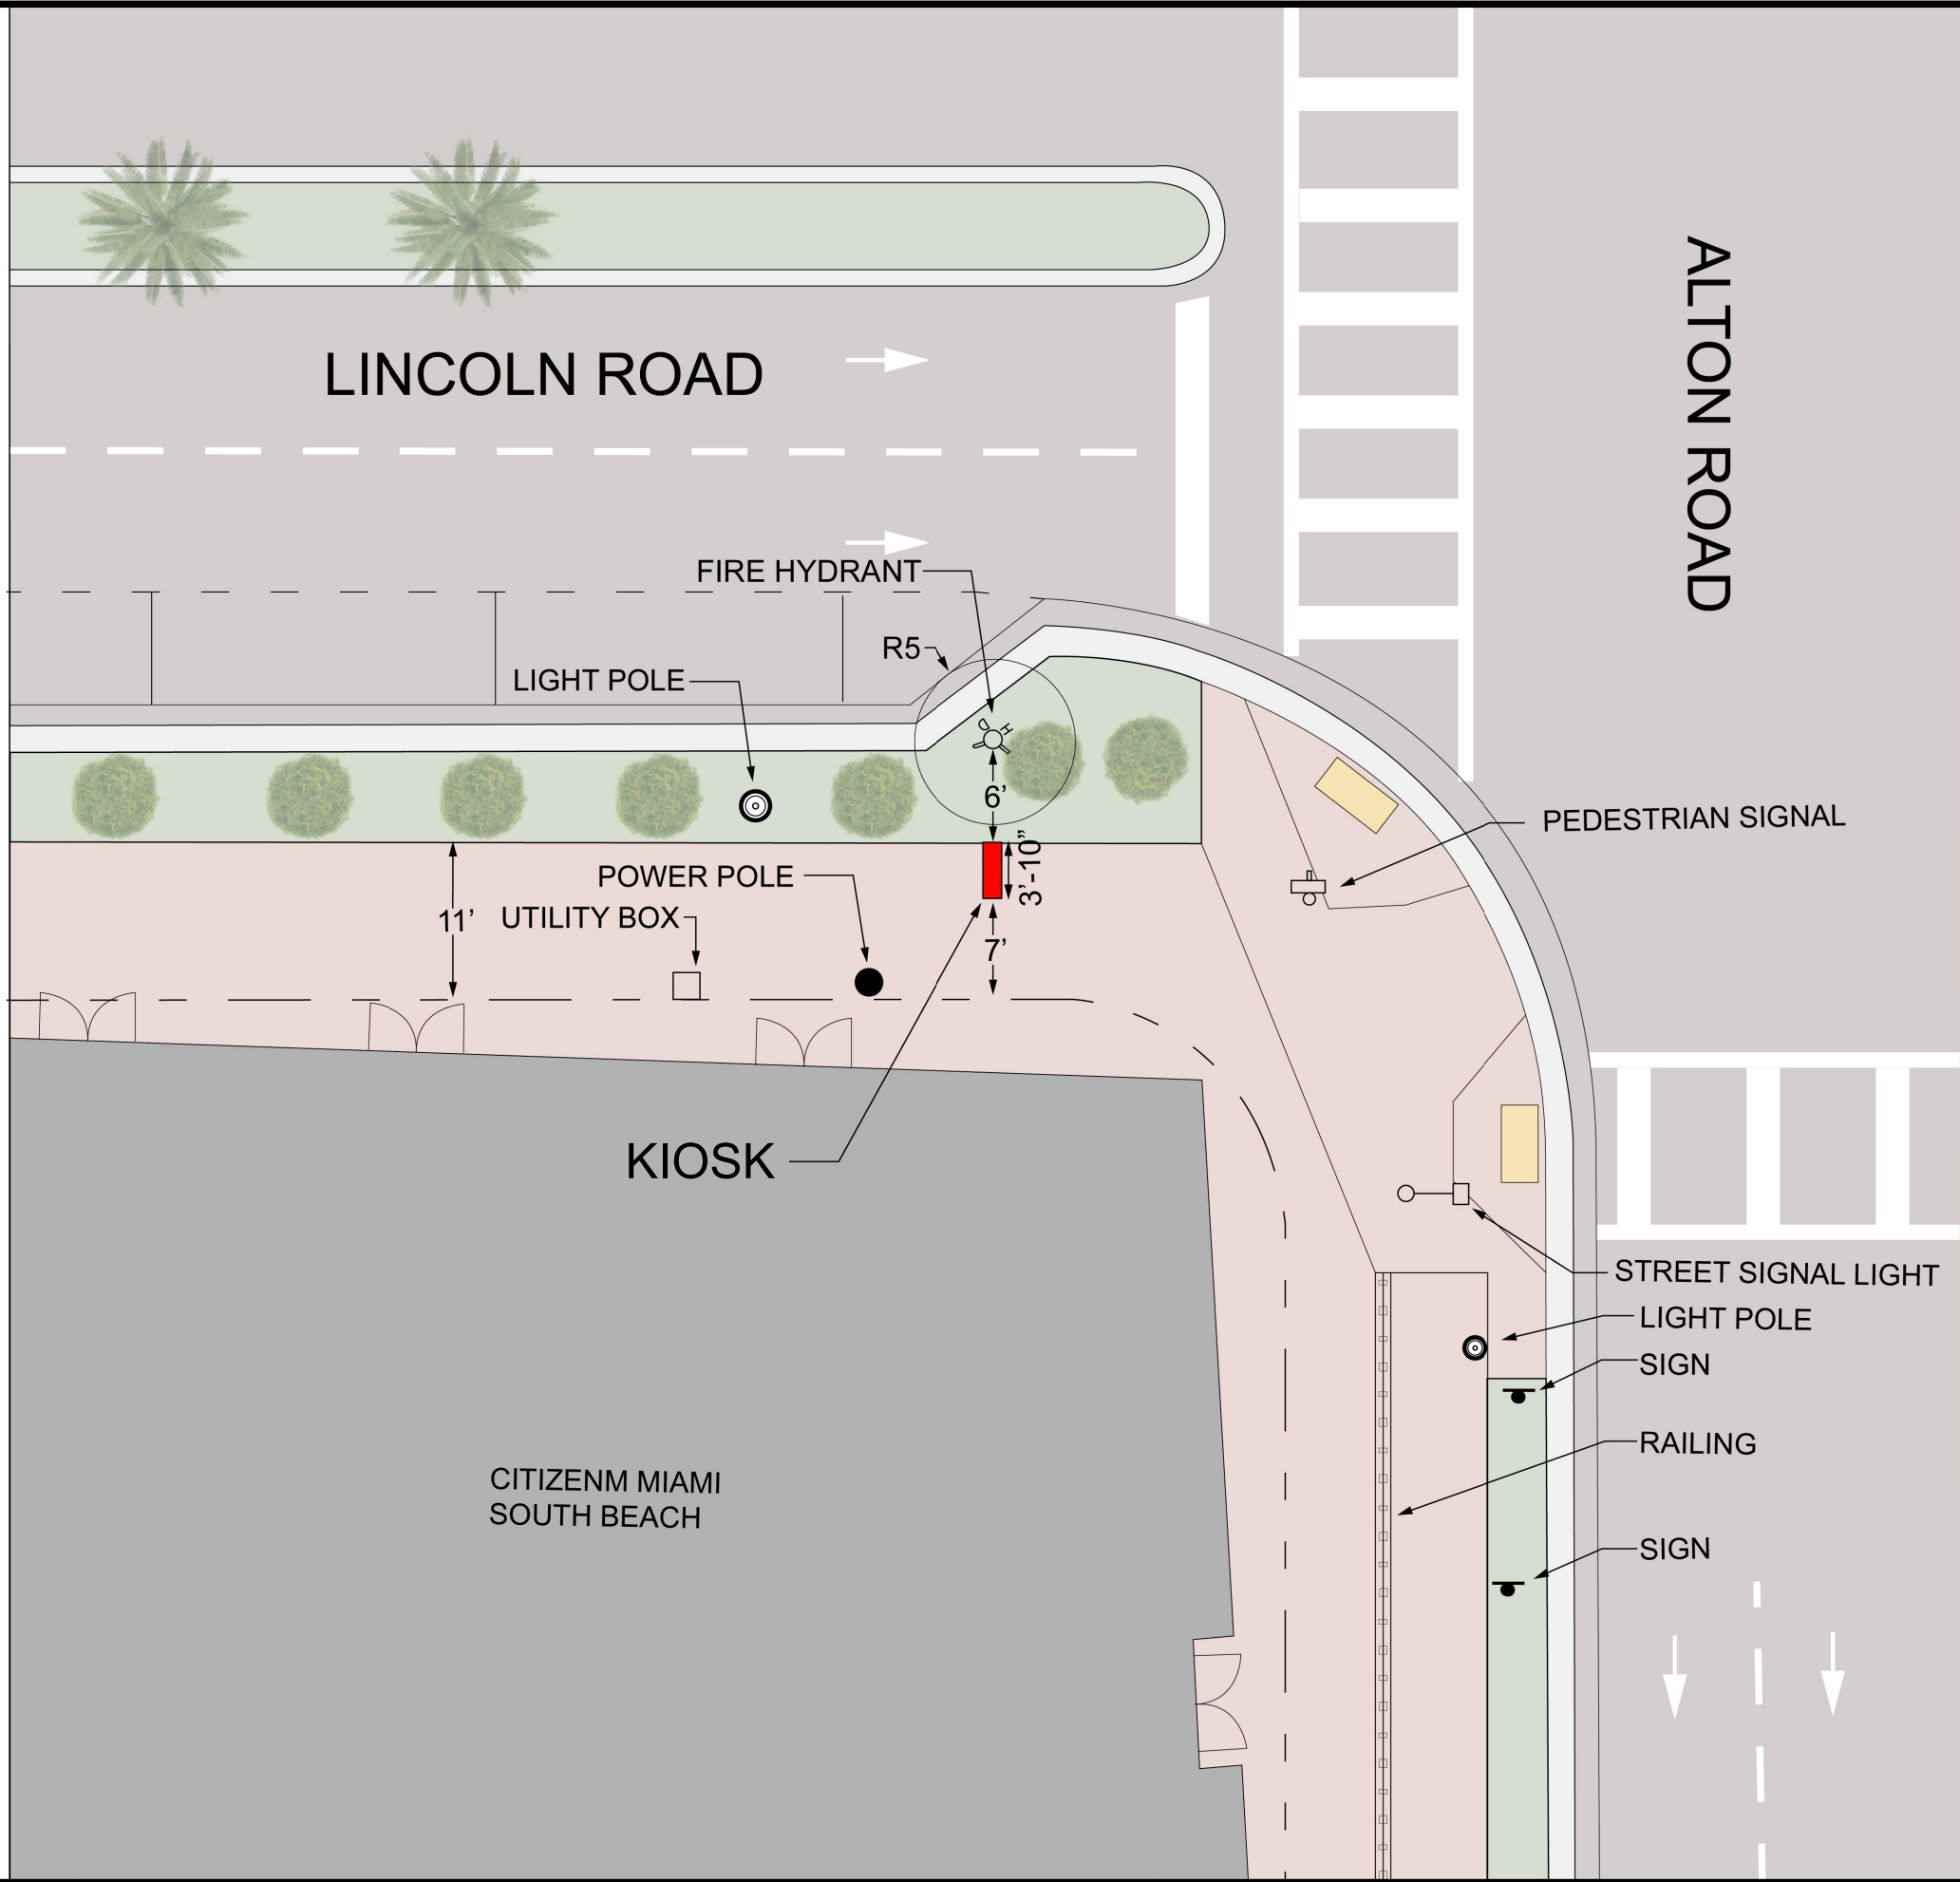 ALTON ROAD
LINCOLN ROAD
FIRE HYDRANT
R5
LIGHT POLE
D
H
6’
PEDESTRIAN SIGNAL
3’-10”
POWER POLE
11’
UTILITY BOX
7’
KIOSK
STREET SIGNAL LIGHT
LIGHT POLE
SIGN
RAILING
CITIZENM MIAMI
SOUTH BEACH
SIGN